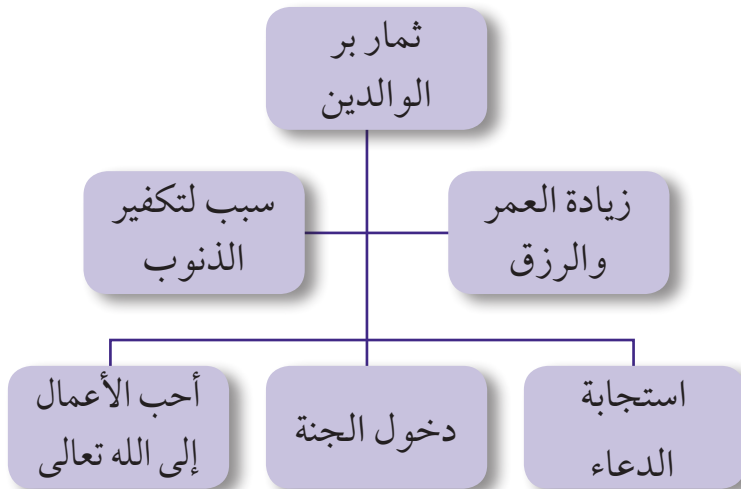 ثمار بر
الوالدين
زيادة العمر
والرزق
سبب لتكفير
الذنوب
استجابة
الدعاء
دخول الجنة
أحب الأعمال
إلى الله تعالى